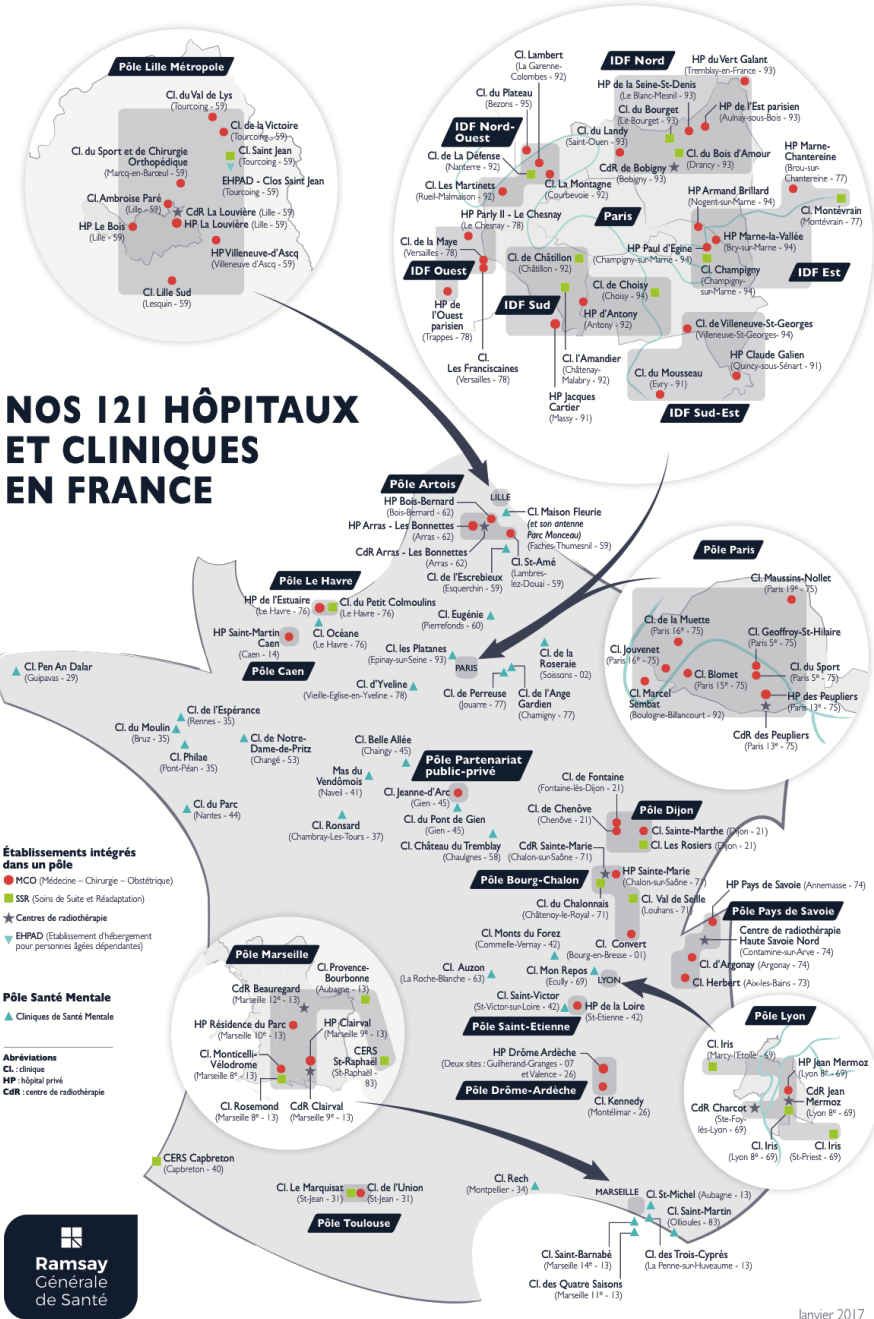 Pôle Lille Métropole
Cl. du Val de Lys
(Tourcoing - 59)
Cl. de la Victoire
(Tourcoing - 59)
Cl. Saint Jean
(Tourcoing - 59)
Cl. du Sport et de Chirurgie
Orthopédique
(Marcq-en-Barœul - 59)
EHPAD - Clos Saint Jean
(Tourcoing - 59)
Cl. Ambroise Paré
(Lille - 59)
CdR La Louvière (Lille - 59)
HP La Louvière (Lille - 59)
HP Le Bois
(Lille - 59)
HP Villeneuve-d'Ascq
(Villeneuve d'Ascq - 59)
Cl. Lille Sud
(Lesquin - 59)
IDF Nord
Cl. Lambert
(La Garenne-
Colombes - 92)
HP du Vert Galant
(Tremblay-en-France - 93)
Cl. du Plateau
(Bezons - 95)
HP de la Seine-St-Denis
(Le Blanc-Mesnil - 93)
Cl. du Bourget
(Le Bourget - 93)
HP de l'Est parisien
(Aulnay-sous-Bois - 93)
IDF Nord-
Ouest
Cl. du Landy
(Saint-Ouen - 93)
Cl. de La Défense
(Nanterre - 92)
Cl. du Bois d'Amour
(Drancy - 93)
HP Marne-
Chantereine
(Brou-sur-
Chantereine - 77)
CdR de Bobigny
(Bobigny - 93)
Cl. Les Martinets
(Rueil-Malmaison - 92)
Cl. La Montagne
(Courbevoie - 92)
HP Armand Brillard
(Nogent-sur-Marne - 94)
Cl. Montévrain
(Montévrain - 77)
HP Parly II - Le Chesnay
(Le Chesnay - 78)
Paris
Cl. de la Maye
(Versailles - 78)
HP Marne-la-Vallée
(Bry-sur-Marne - 94)
HP Paul d'Egine
(Champigny-sur-Marne - 94)
Cl. de Châtillon
(Châtillon - 92)
IDF Ouest
Cl. Champigny
(Champigny-
sur-Marne - 94)
IDF Est
Cl. de Choisy
(Choisy - 94)
IDF Sud
HP de
l'Ouest
parisien
(Trappes - 78)
HP d'Antony
(Antony - 92)
Cl. de Villeneuve-St-Georges
(Villeneuve-St-Georges- 94)
Cl.
Les Franciscaines
(Versailles - 78)
Cl. l'Amandier
(Châtenay-
Malabry - 92)
HP Claude Galien
(Quincy-sous-Sénart - 91)
Cl. du Mousseau
(Evry - 91)
HP Jacques
Cartier
(Massy - 91)
IDF Sud-Est
NOS 121 HÔPITAUX
ET CLINIQUES
EN FRANCE
Pôle Artois
LILLE
HP Bois-Bernard
(Bois-Bernard - 62)
Cl. Maison Fleurie
(et son antenne
Parc Monceau)
(Faches-Thumesnil - 59)
HP Arras - Les Bonnettes
(Arras - 62)
CdR Arras - Les Bonnettes
(Arras - 62)
Cl. St-Amé
(Lambres-
lez-Douai - 59)
Cl. de l'Escrebieux
(Esquerchin - 59)
Pôle Le Havre
HP de l'Estuaire
(Le Havre - 76)
Cl. du Petit Colmoulins
(Le Havre - 76)
Cl. Océane
(Le Havre - 76)
Cl. Eugénie
(Pierrefonds - 60)
HP Saint-Martin
Caen
(Caen - 14)
Pôle Caen
Cl. les Platanes
(Epinay-sur-Seine - 93)
PARIS
Cl. de la
Roseraie
(Soissons - 02)
Cl. Pen An Dalar
(Guipavas - 29)
Cl. d'Yveline
(Vieille-Eglise-en-Yveline - 78)
Cl. de Perreuse
(Jouarre - 77)
Cl. de l'Ange
Gardien
(Chamigny - 77)
Pôle Paris
Cl. Maussins-Nollet
(Paris 19e - 75)
Cl. de la Muette
(Paris 16e - 75)
Cl. Geoffroy-St-Hilaire
(Paris 5e - 75)
Cl. Jouvenet
(Paris 16e - 75)
Cl. du Sport
(Paris 5e - 75)
Cl. Blomet
(Paris 15e - 75)
Cl. Marcel
Sembat
(Boulogne-Billancourt - 92)
HP des Peupliers
(Paris 13e - 75)
CdR des Peupliers
(Paris 13e - 75)
Cl. de l'Espérance
(Rennes - 35)
Cl. du Moulin
(Bruz - 35)
Cl. Philae
(Pont-Péan - 35)
Cl. de Notre-
Dame-de-Pritz
(Changé - 53)
Cl. Belle Allée
(Chaingy - 45)
Mas du
Vendômois
(Naveil - 41)
Pôle Partenariat
public-privé
Cl. Jeanne-d'Arc
(Gien - 45)
Cl. du Parc
(Nantes - 44)
Cl. Ronsard
(Chambray-Les-Tours - 37)
Cl. du Pont de Gien
(Gien - 45)
Cl. Château du Tremblay
(Chaulgnes - 58)
Cl. de Fontaine
(Fontaine-lès-Dijon - 21)
Cl. de Chenôve
(Chenôve - 21)
Pôle Dijon
Cl. Sainte-Marthe (Dijon - 21)
Cl. Les Rosiers (Dijon - 21)
CdR Sainte-Marie
(Chalon-sur-Saône - 71)
HP Sainte-Marie
(Chalon-sur-Saône - 71)
Pôle Bourg-Chalon
Cl. du Chalonnais
(Châtenoy-le-Royal - 71)
Cl. Val de Seille
(Louhans - 71)
Cl. Convert
(Bourg-en-Bresse - 01)
HP Pays de Savoie (Annemasse - 74)
Pôle Pays de Savoie
Centre de radiothérapie
Haute Savoie Nord
(Contamine-sur-Arve - 74)
Cl. d'Argonay (Argonay - 74)
Cl. Herbert (Aix-les-Bains - 73)
Cl. Monts du Forez
(Commelle-Vernay - 42)
Cl. Auzon
(La Roche-Blanche - 63)
Cl. Mon Repos
(Ecully - 69)
LYON
Cl. Saint-Victor
(St-Victor-sur-Loire - 42)
HP de la Loire
(St-Etienne - 42)
Pôle Saint-Etienne
HP Drôme Ardèche
(Deux sites : Guilherand-Granges - 07
et Valence - 26)
Pôle Drôme-Ardèche
Cl. Kennedy
(Montélimar - 26)
Pôle Lyon
Cl. Iris
(Marcy-l'Etoile - 69)
HP Jean Mermoz
(Lyon 8e - 69)
CdR Jean
Mermoz
(Lyon 8e - 69)
CdR Charcot
(Ste-Foy-
lès-Lyon - 69)
Cl. Iris
(Lyon 8e - 69)
Cl. Iris
(St-Priest - 69)
Établissements intégrés
dans un pôle
MCO (Médecine – Chirurgie – Obstétrique)
SSR (Soins de Suite et Réadaptation)
Centres de radiothérapie
EHPAD (Etablissement d'hébergement
pour personnes âgées dépendantes)
Pôle Santé Mentale
Cliniques de Santé Mentale
Abréviations
Cl. : clinique
HP : hôpital privé
CdR : centre de radiothérapie
Pôle Marseille
Cl. Provence-
Bourbonne
(Aubagne - 13)
CdR Beauregard
(Marseille 12e - 13)
HP Résidence du Parc
(Marseille 10e - 13)
HP Clairval
(Marseille 9e - 13)
Cl. Monticelli-
Vélodrome
(Marseille 8e - 13)
CERS
St-Raphaël
(St-Raphaël -
83)
Cl. Rosemond
(Marseille 8e - 13)
CdR Clairval
(Marseille 9e - 13)
CERS Capbreton
(Capbreton - 40)
Cl. Le Marquisat
(St-Jean - 31)
Cl. de l'Union
(St-Jean - 31)
Pôle Toulouse
Cl. Rech
(Montpellier - 34)
MARSEILLE
Cl. St-Michel (Aubagne - 13)
Cl. Saint-Martin
(Ollioules - 83)
Cl. Saint-Barnabé
(Marseille 14e - 13)
Cl. des Trois-Cyprés
(La Penne-sur-Huveaume - 13)
Cl. des Quatre Saisons
(Marseille 11e - 13)
Ramsay
Générale
de Santé
Janvier 2017